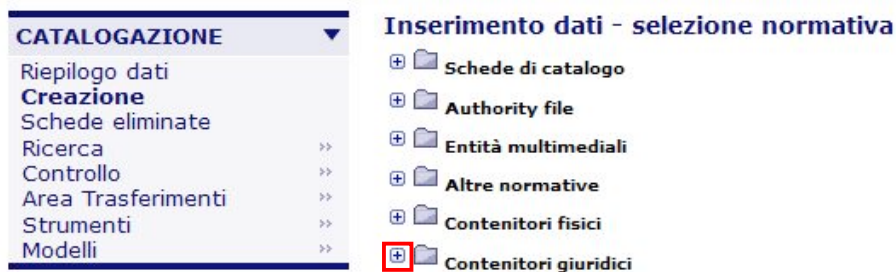 CATALOGAZIONE
Riepilogo dati
Creazione
Schede eliminate
Ricerca
Controllo
Area Trasferimenti
Strumenti
Modelli
Inserimento dati - selezione normativa
Schede di catalogo
Authority file
Entità multimediali
Altre normative
Contenitori fisici
Contenitori giuridici